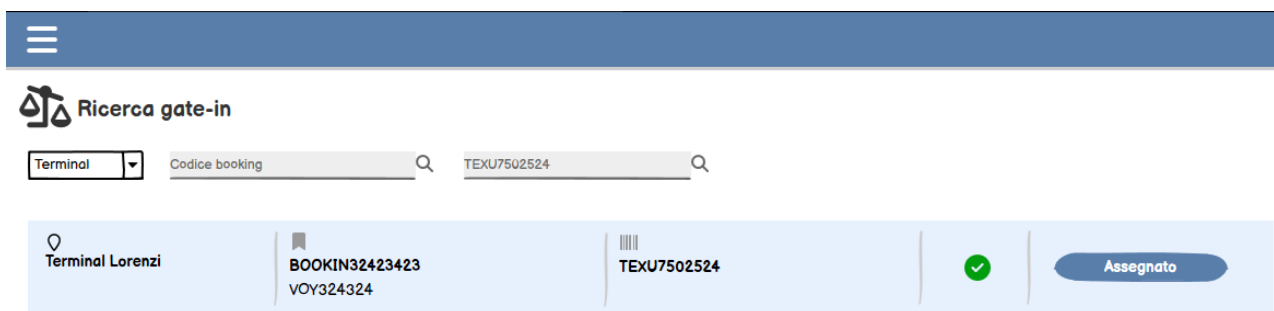 Ricerca gate-in
Terminal
Codice booking
TEXU7502524
Terminal Lorenzi
BOOKIN32423423
VOY324324
TEXU7502524
Assegnato